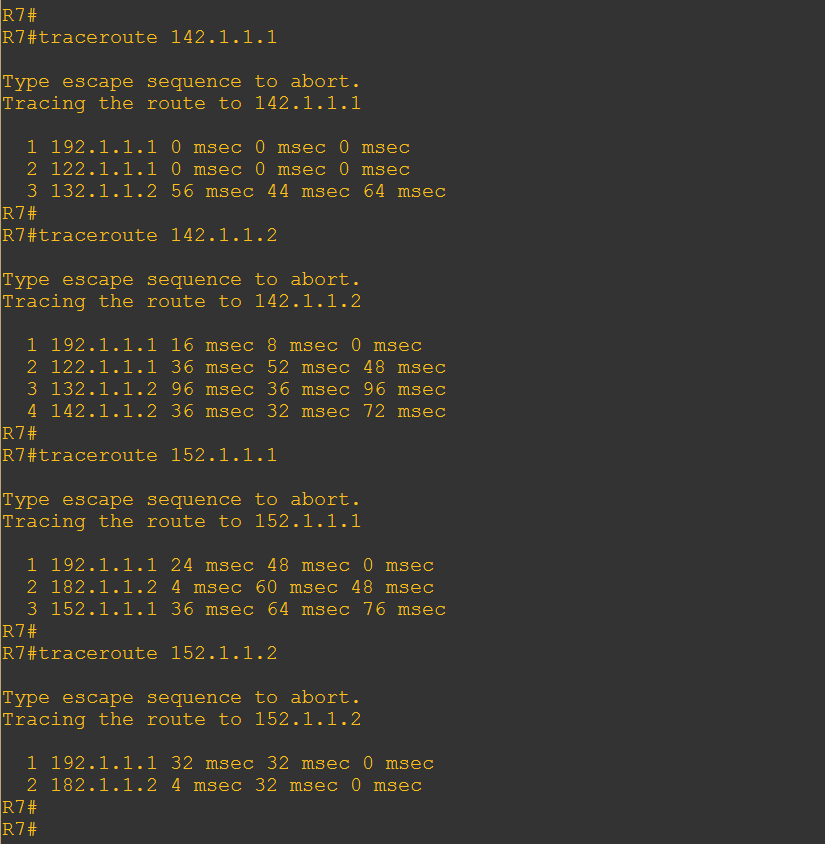 R7#
R7#traceroute 142.1.1.1
Type escape sequence to abort.
Tracing the route to 142.1.1.1
1 192.1.1.1 0 msec 0 msec 0 msec
2 122.1.1.1 0 msec 0 msec 0 msec
3 132.1.1.2 56 msec 44 msec 64 msec
R7#
R7#traceroute 142.1.1.2
Type escape sequence to abort.
Tracing the route to 142.1.1.2
1 192.1.1.1 16 msec 8 msec 0 msec
2 122.1.1.1 36 msec 52 msec 48 msec
3 132.1.1.2 96 msec 36 msec 96 msec
4 142.1.1.2 36 msec 32 msec 72 msec
R7#
R7#traceroute 152.1.1.1
Type escape sequence to abort.
Tracing the route to 152.1.1.1
1 192.1.1.1 24 msec 48 msec 0 msec
2 182.1.1.2 4 msec 60 msec 48 msec
3 152.1.1.1 36 msec 64 msec 76 msec
R7#
R7#traceroute 152.1.1.2
Type escape sequence to abort.
Tracing the route to 152.1.1.2
1 192.1.1.1 32 msec 32 msec 0 msec
2 182.1.1.2 4 msec 32 msec 0 msec
R7#
R7#